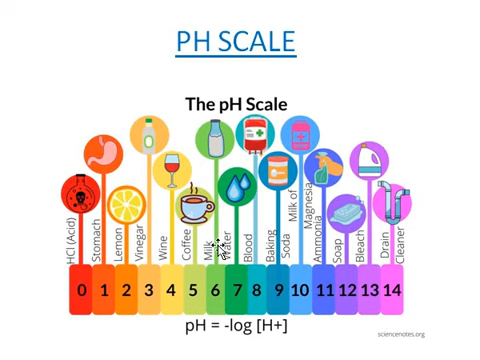 PH SCALE
The pH Scale
HCl (Acid)
Stomach
Lemon
Vinegar
Wine
Coffee
Milk
Water
Blood
Baking
Soda
Milk of
Magnesia
Ammonia
Soap
Bleach
Drain
Cleaner
0 1 2 3 4 5 6 7 8 9 10 11 12 13 14
pH = -log [H+]
sciencenotes.org